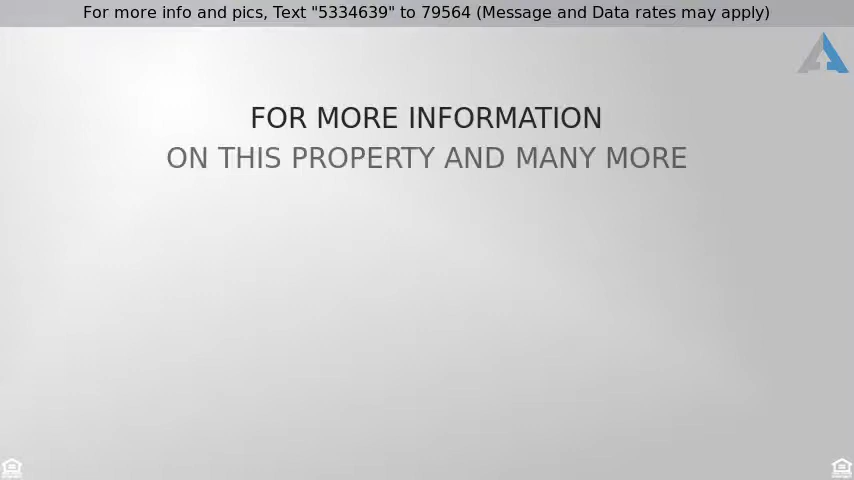 For more info and pics, Text "5334639" to 79564 (Message and Data rates may apply)
FOR MORE INFORMATION
ON THIS PROPERTY AND MANY MORE